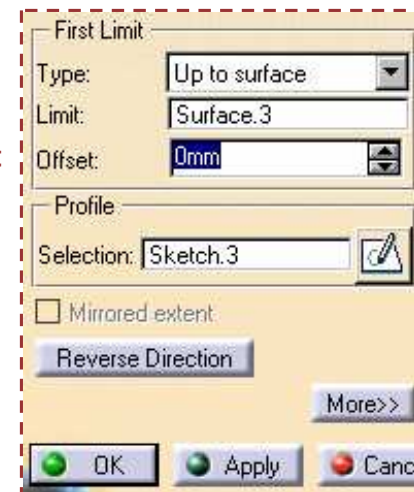 First Limit
Type: Up to surface
Limit: Surface.3
Offset: 0mm
Profile
Selection: Sketch.3
Mirrored extent
Reverse Direction
More>>
OK Apply Canc